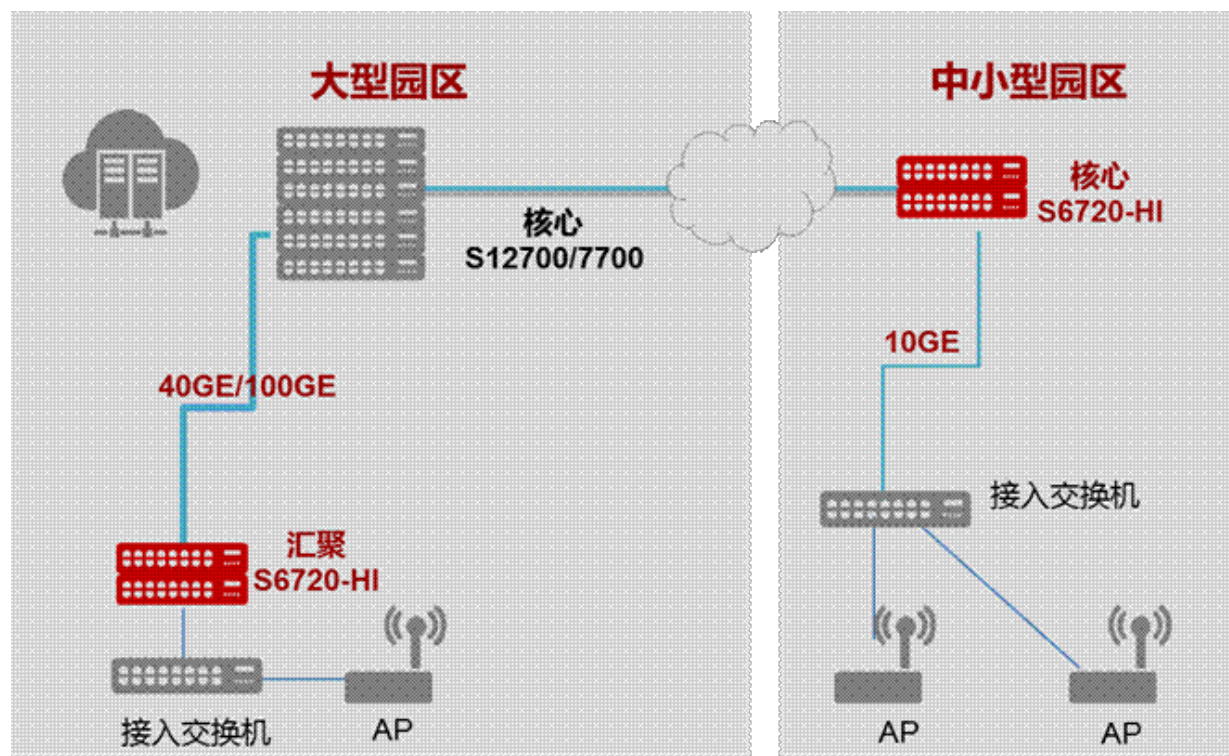 大型园区
核心
S12700/7700
40GE/100GE
汇聚
S6720-HI
接入交换机
AP
中小型园区
核心
S6720-HI
10GE
接入交换机
AP
AP